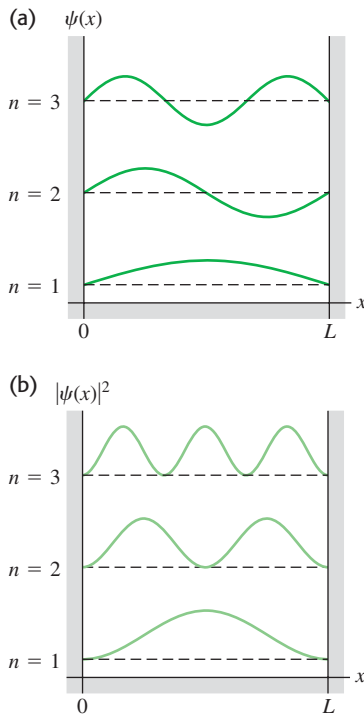 (a) ψ(x)
n = 3
n = 2
n = 1
x
0 L
(b) |ψ(x)|²
n = 3
n = 2
n = 1
x
0 L